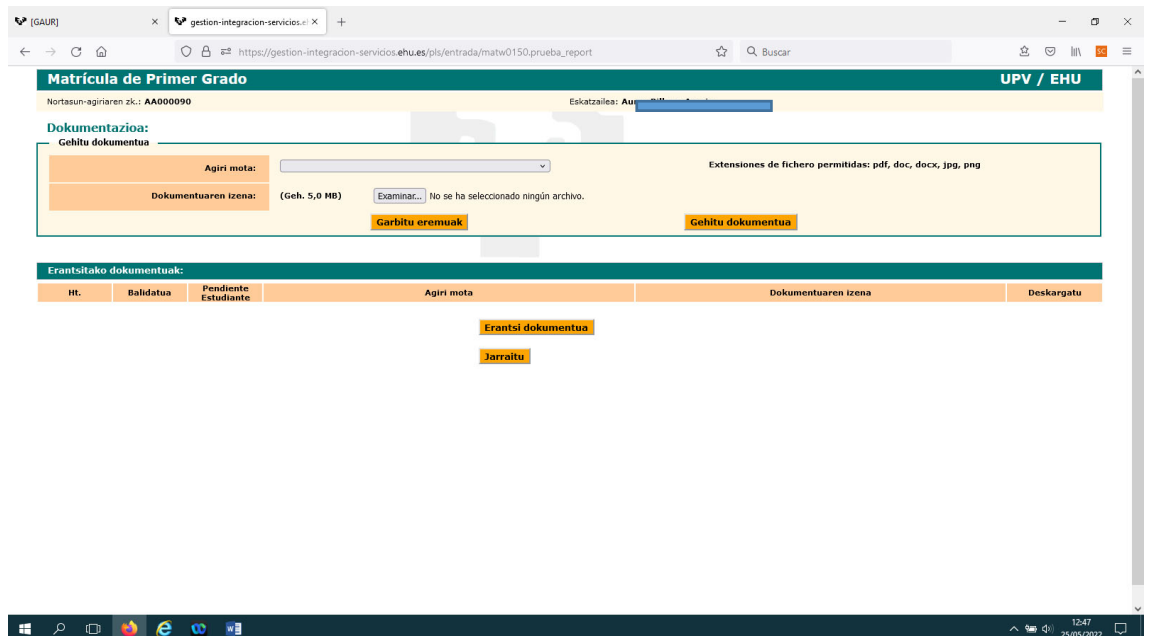 [GAUR]
gestion-integracion-servicios.el
https://gestion-integracion-servicios.ehu.es/pls/entrada/matw0150.prueba_report
Buscar
SC
Matrícula de Primer Grado UPV / EHU
Nortasun-agiriaren zk.: AA000090 Eskatzailea:
Dokumentazioa:
Gehitu dokumentua
Agiri mota: Extensiones de fichero permitidas: pdf, doc, docx, jpg, png
Dokumentuaren izena: (Geh. 5,0 MB) Examinar... No se ha seleccionado ningún archivo.
Garbitu eremuak Gehitu dokumentua
Erantsitako dokumentuak:
Ht. Balidatua Pendiente Estudiante Agiri mota Dokumentuaren izena Deskargatu
Erantsi dokumentua
Jarraitu
12:47
25/05/2022